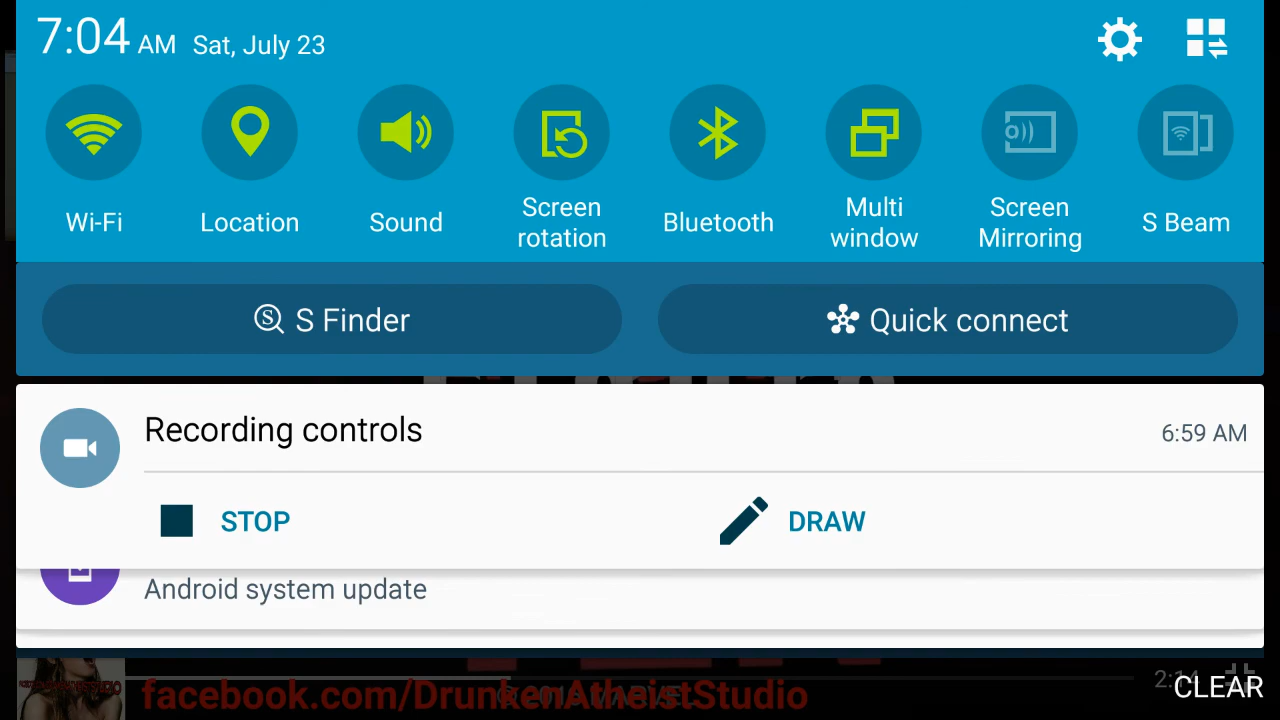 7:04 AM Sat, July 23
Wi-Fi
Location
Sound
Screen
rotation
Bluetooth
Multi
window
Screen
Mirroring
S Beam
S Finder
Quick connect
Recording controls
6:59 AM
STOP
DRAW
Android system update
facebook.com/DrunkenAtheistStudio
CLEAR